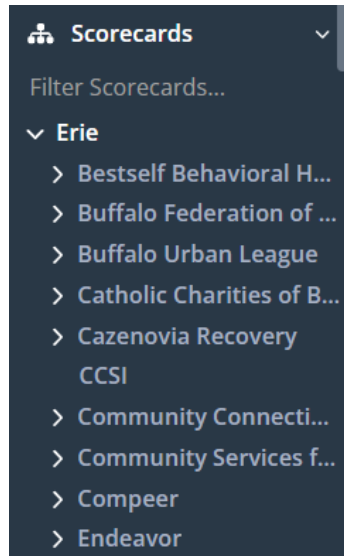 Scorecards
Filter Scorecards...
Erie
Bestself Behavioral H...
Buffalo Federation of ...
Buffalo Urban League
Catholic Charities of B...
Cazenovia Recovery
CCSI
Community Connecti...
Community Services f...
Compeer
Endeavor